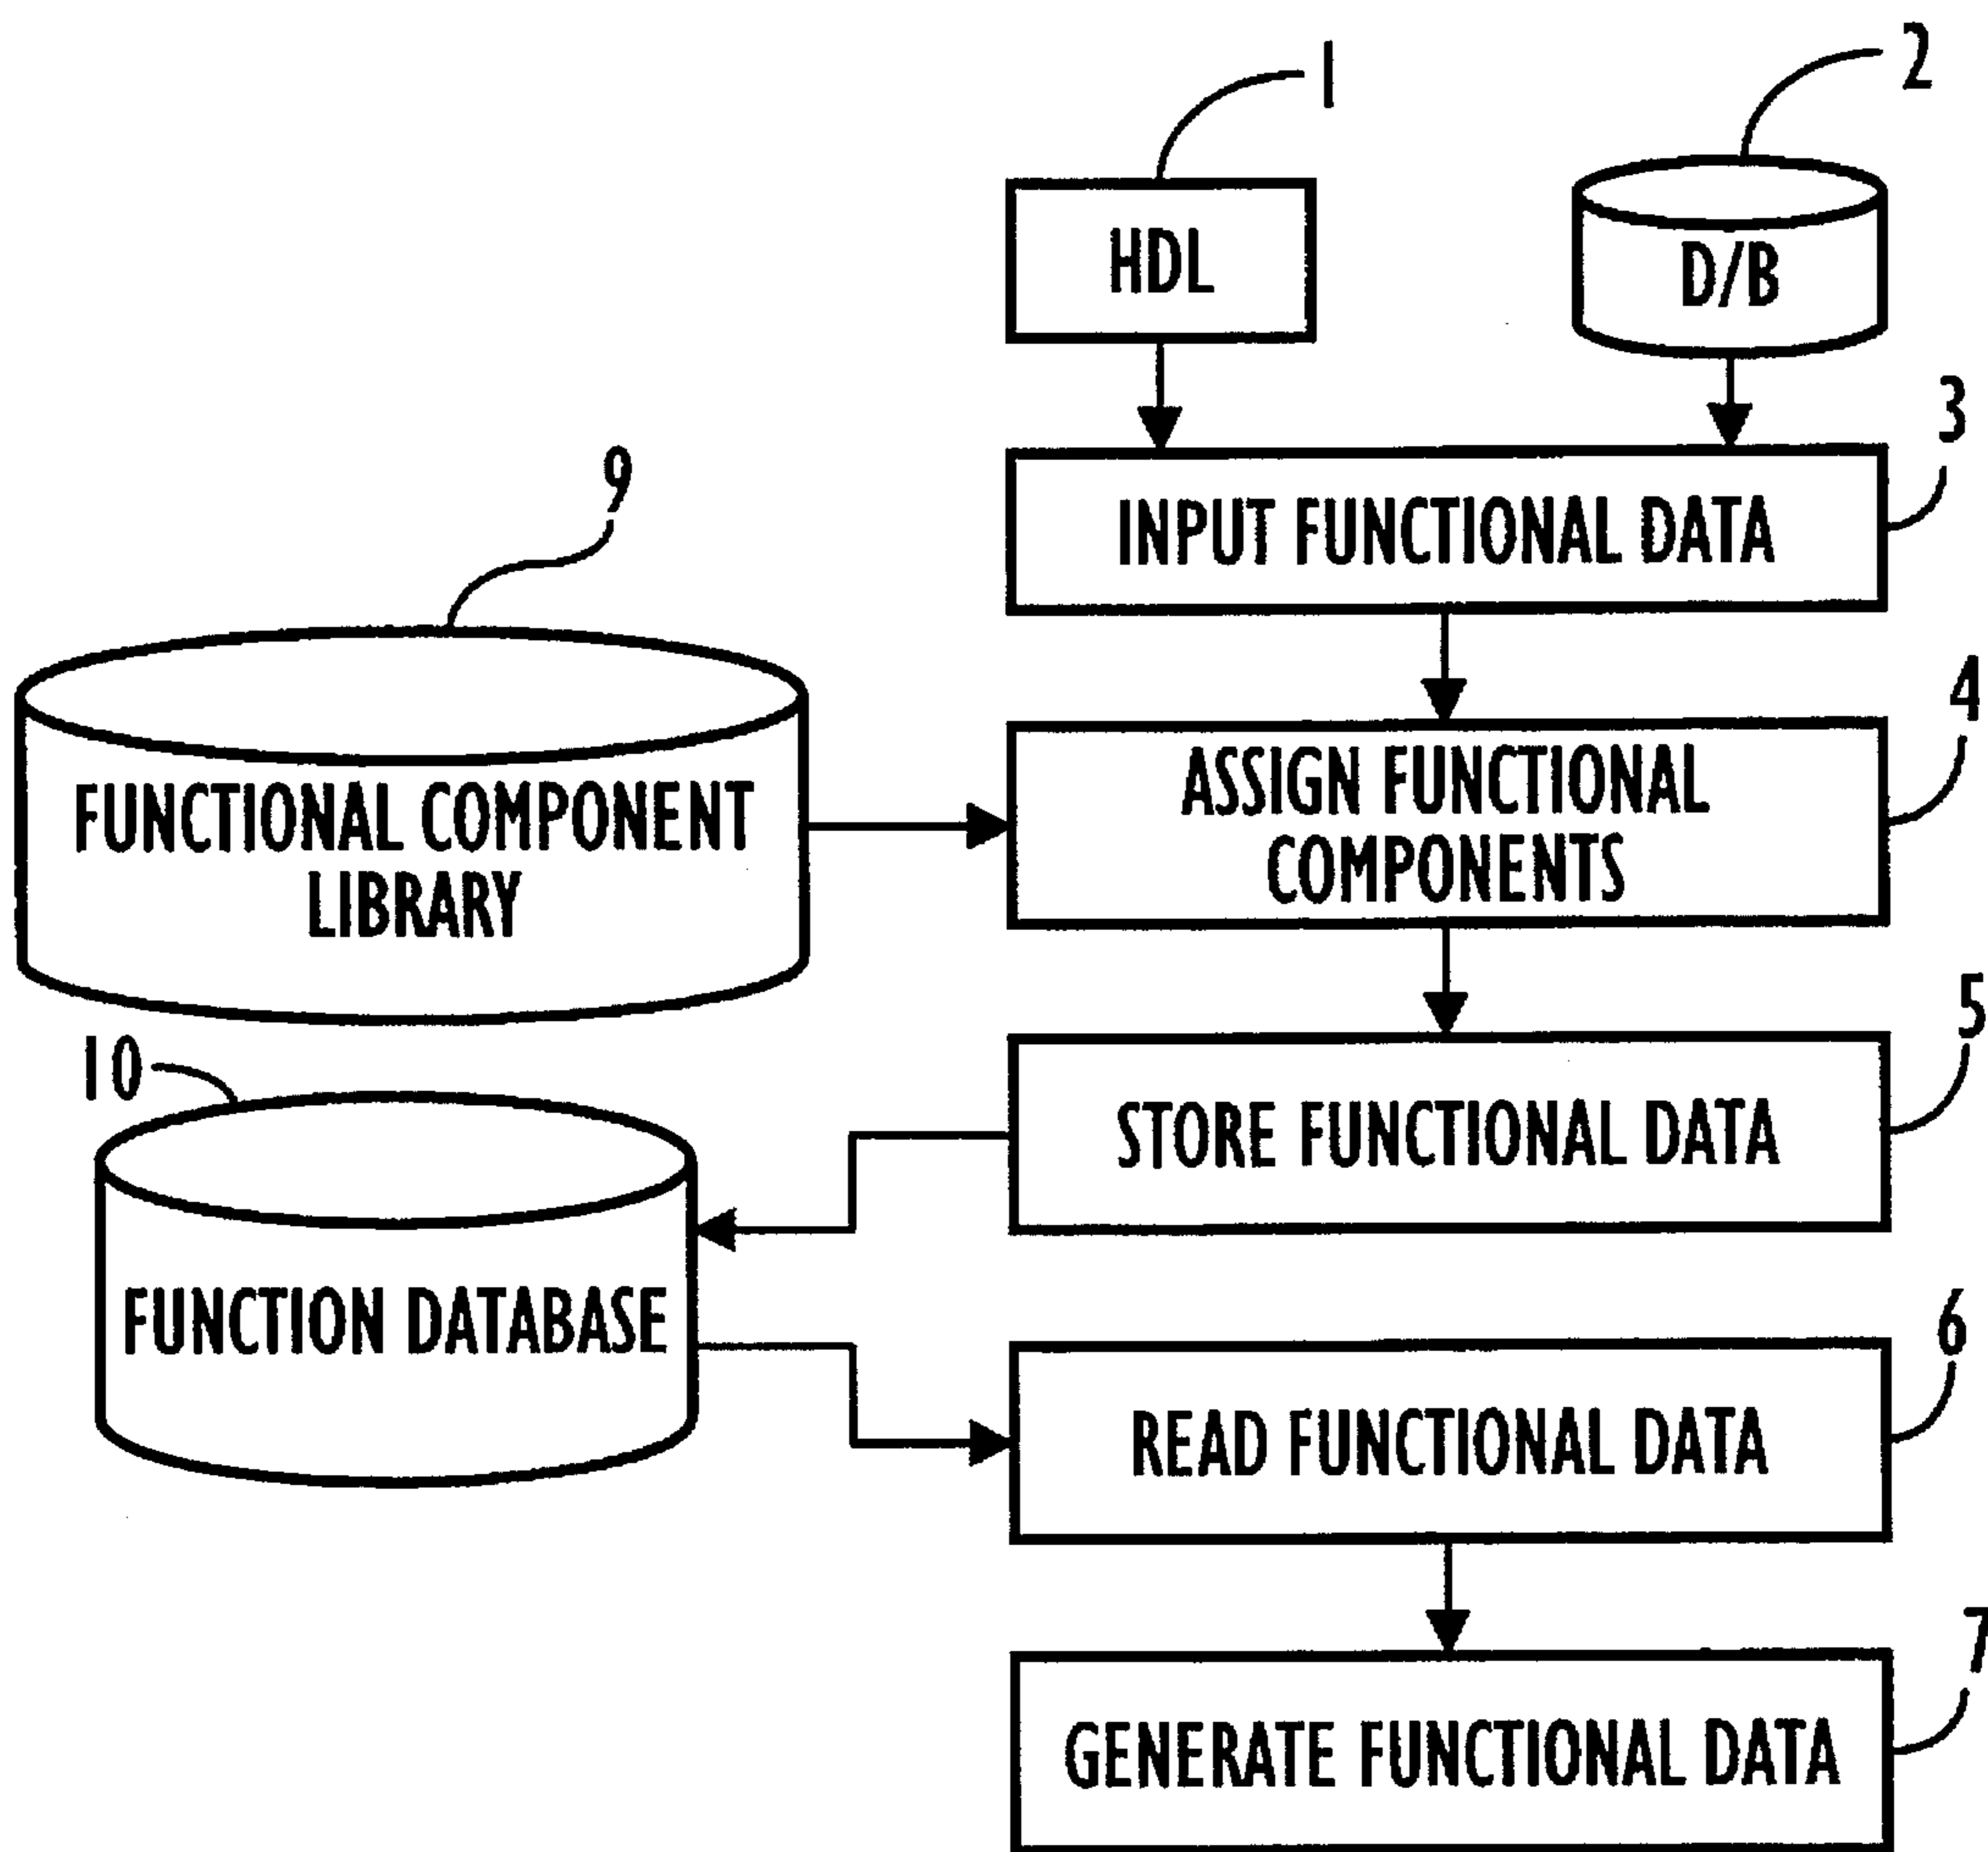 1
2
HDL
D/B
3
INPUT FUNCTIONAL DATA
9
4
FUNCTIONAL COMPONENT
LIBRARY
ASSIGN FUNCTIONAL
COMPONENTS
5
10
STORE FUNCTIONAL DATA
FUNCTION DATABASE
6
READ FUNCTIONAL DATA
7
GENERATE FUNCTIONAL DATA